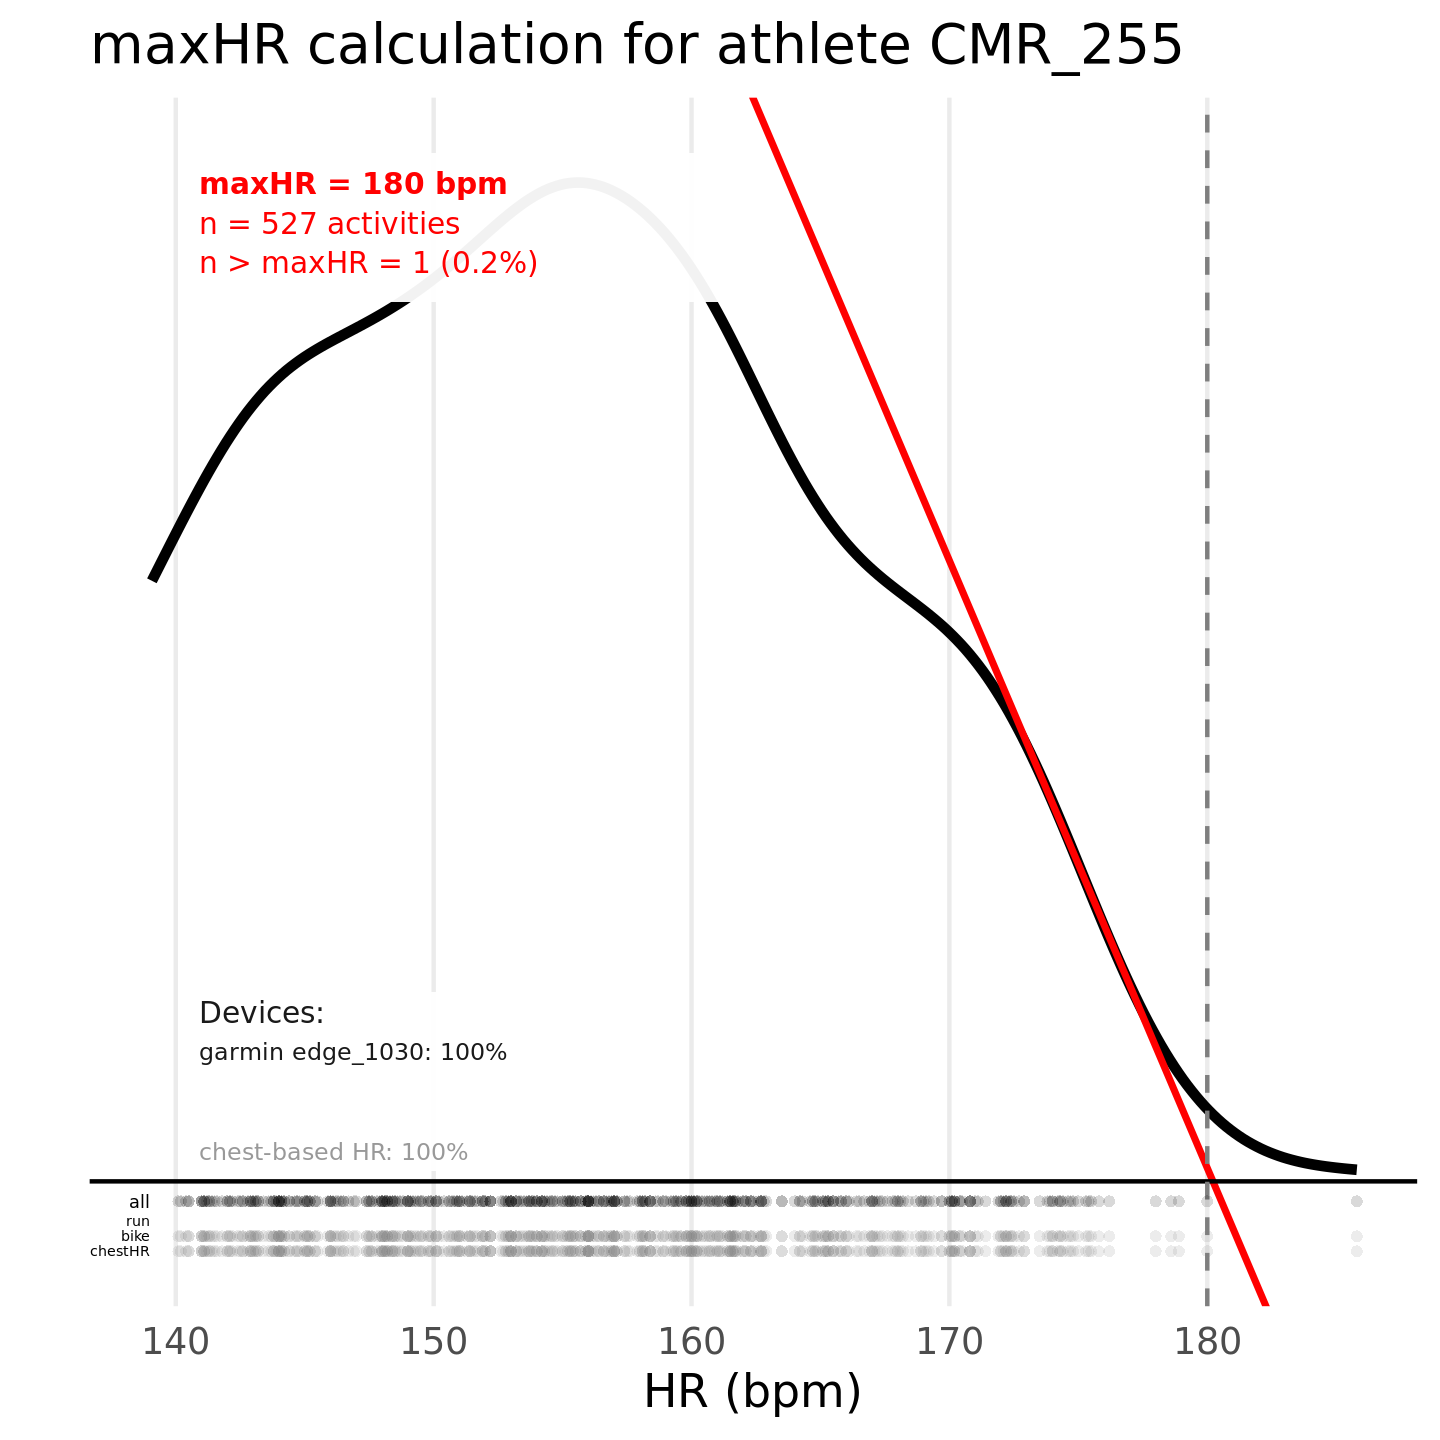 maxHR calculation for athlete CMR_255
maxHR = 180 bpm
n = 527 activities
n > maxHR = 1 (0.2%)
Devices:
garmin edge_1030: 100%
chest-based HR: 100%
all
run
bike
chestHR
140 150 160 170 180
HR (bpm)